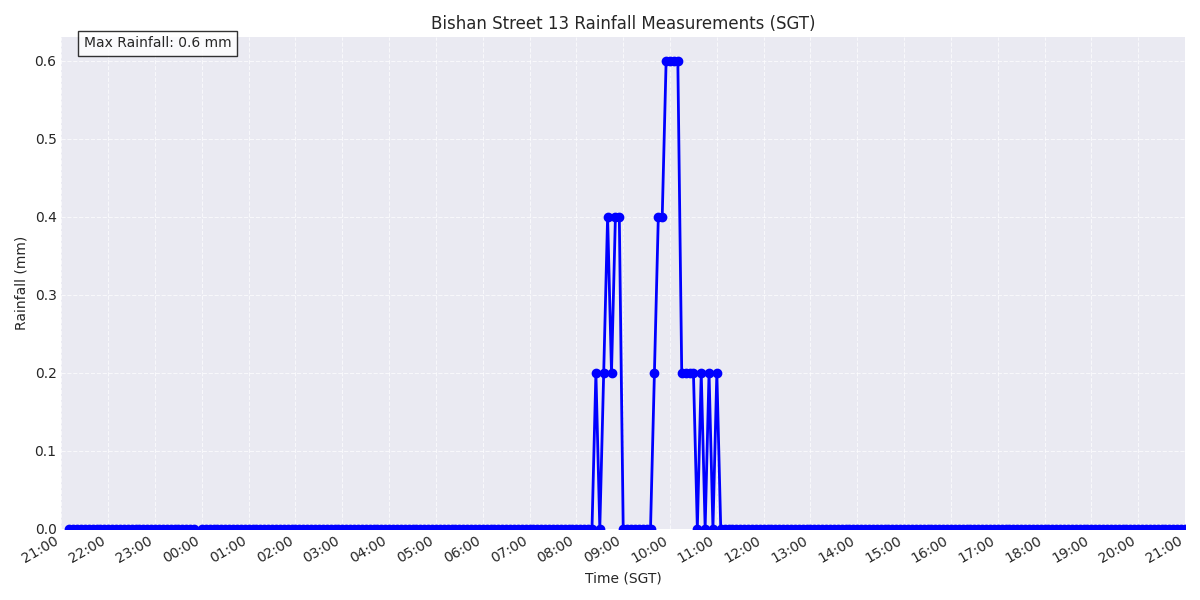 Bishan Street 13 Rainfall Measurements (SGT)
Max Rainfall: 0.6 mm
0.6
0.5
0.4
0.3
0.2
0.1
0.0
Rainfall (mm)
21:00 22:00 23:00 00:00 01:00 02:00 03:00 04:00 05:00 06:00 07:00 08:00 09:00 10:00 11:00 12:00 13:00 14:00 15:00 16:00 17:00 18:00 19:00 20:00 21:00
Time (SGT)